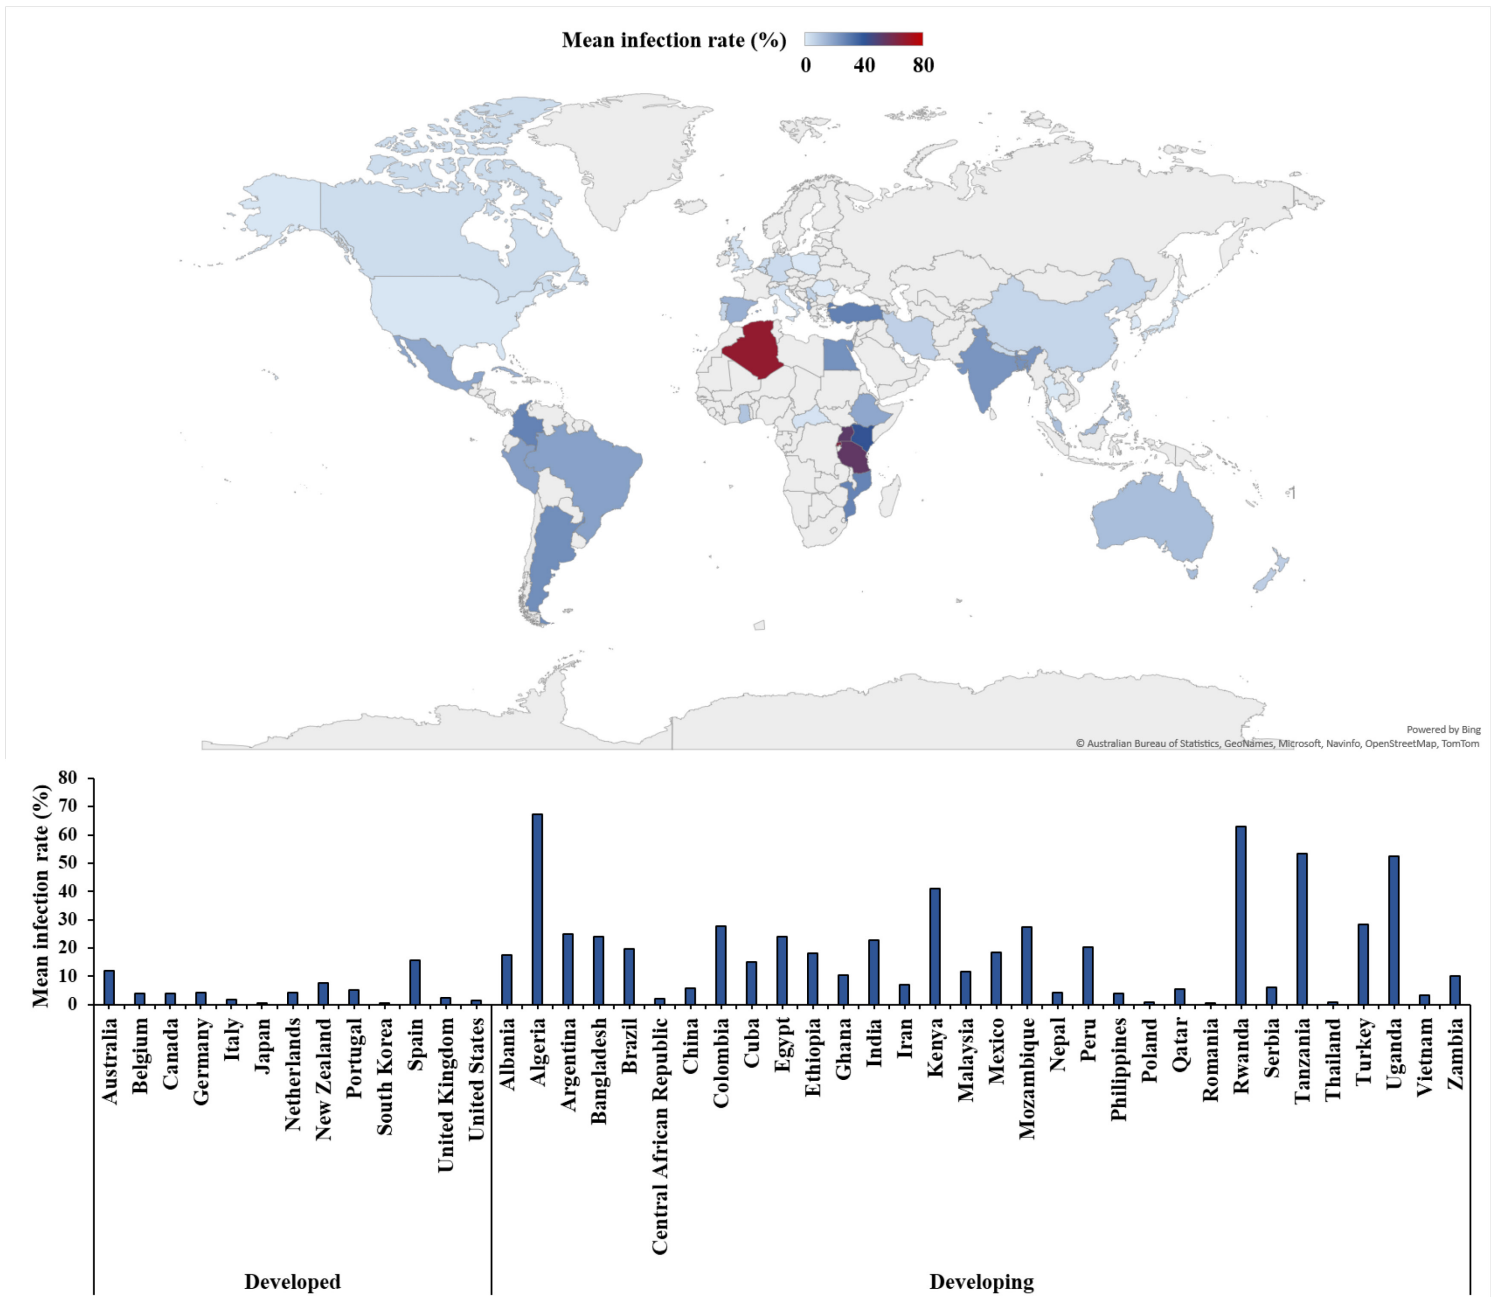 Mean infection rate (%)
0 40 80
Powered by Bing
© Australian Bureau of Statistics, GeoNames, Microsoft, Navinfo, OpenStreetMap, TomTom
Mean infection rate (%)
80
70
60
50
40
30
20
10
0
Australia
Belgium
Canada
Germany
Italy
Japan
Netherlands
New Zealand
Portugal
South Korea
Spain
United Kingdom
United States
Albania
Algeria
Argentina
Bangladesh
Brazil
Central African Republic
China
Colombia
Cuba
Egypt
Ethiopia
Ghana
India
Iran
Kenya
Malaysia
Mexico
Mozambique
Nepal
Peru
Philippines
Poland
Qatar
Romania
Rwanda
Serbia
Tanzania
Thailand
Turkey
Uganda
Vietnam
Zambia
Developed
Developing